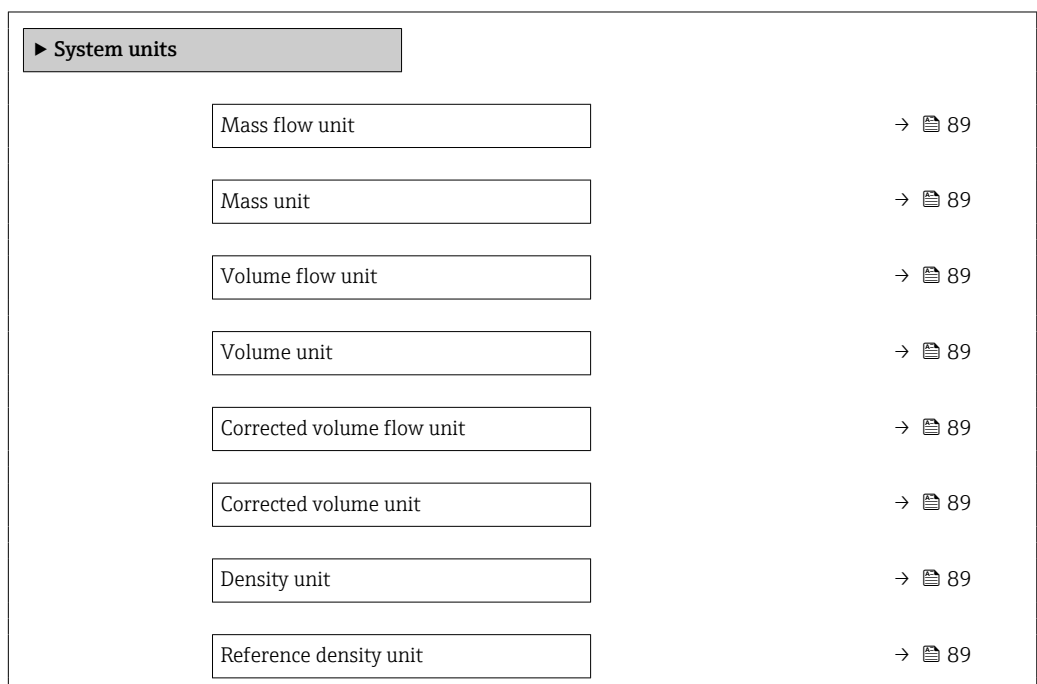 ▶ System units
Mass flow unit → 89
Mass unit → 89
Volume flow unit → 89
Volume unit → 89
Corrected volume flow unit → 89
Corrected volume unit → 89
Density unit → 89
Reference density unit → 89